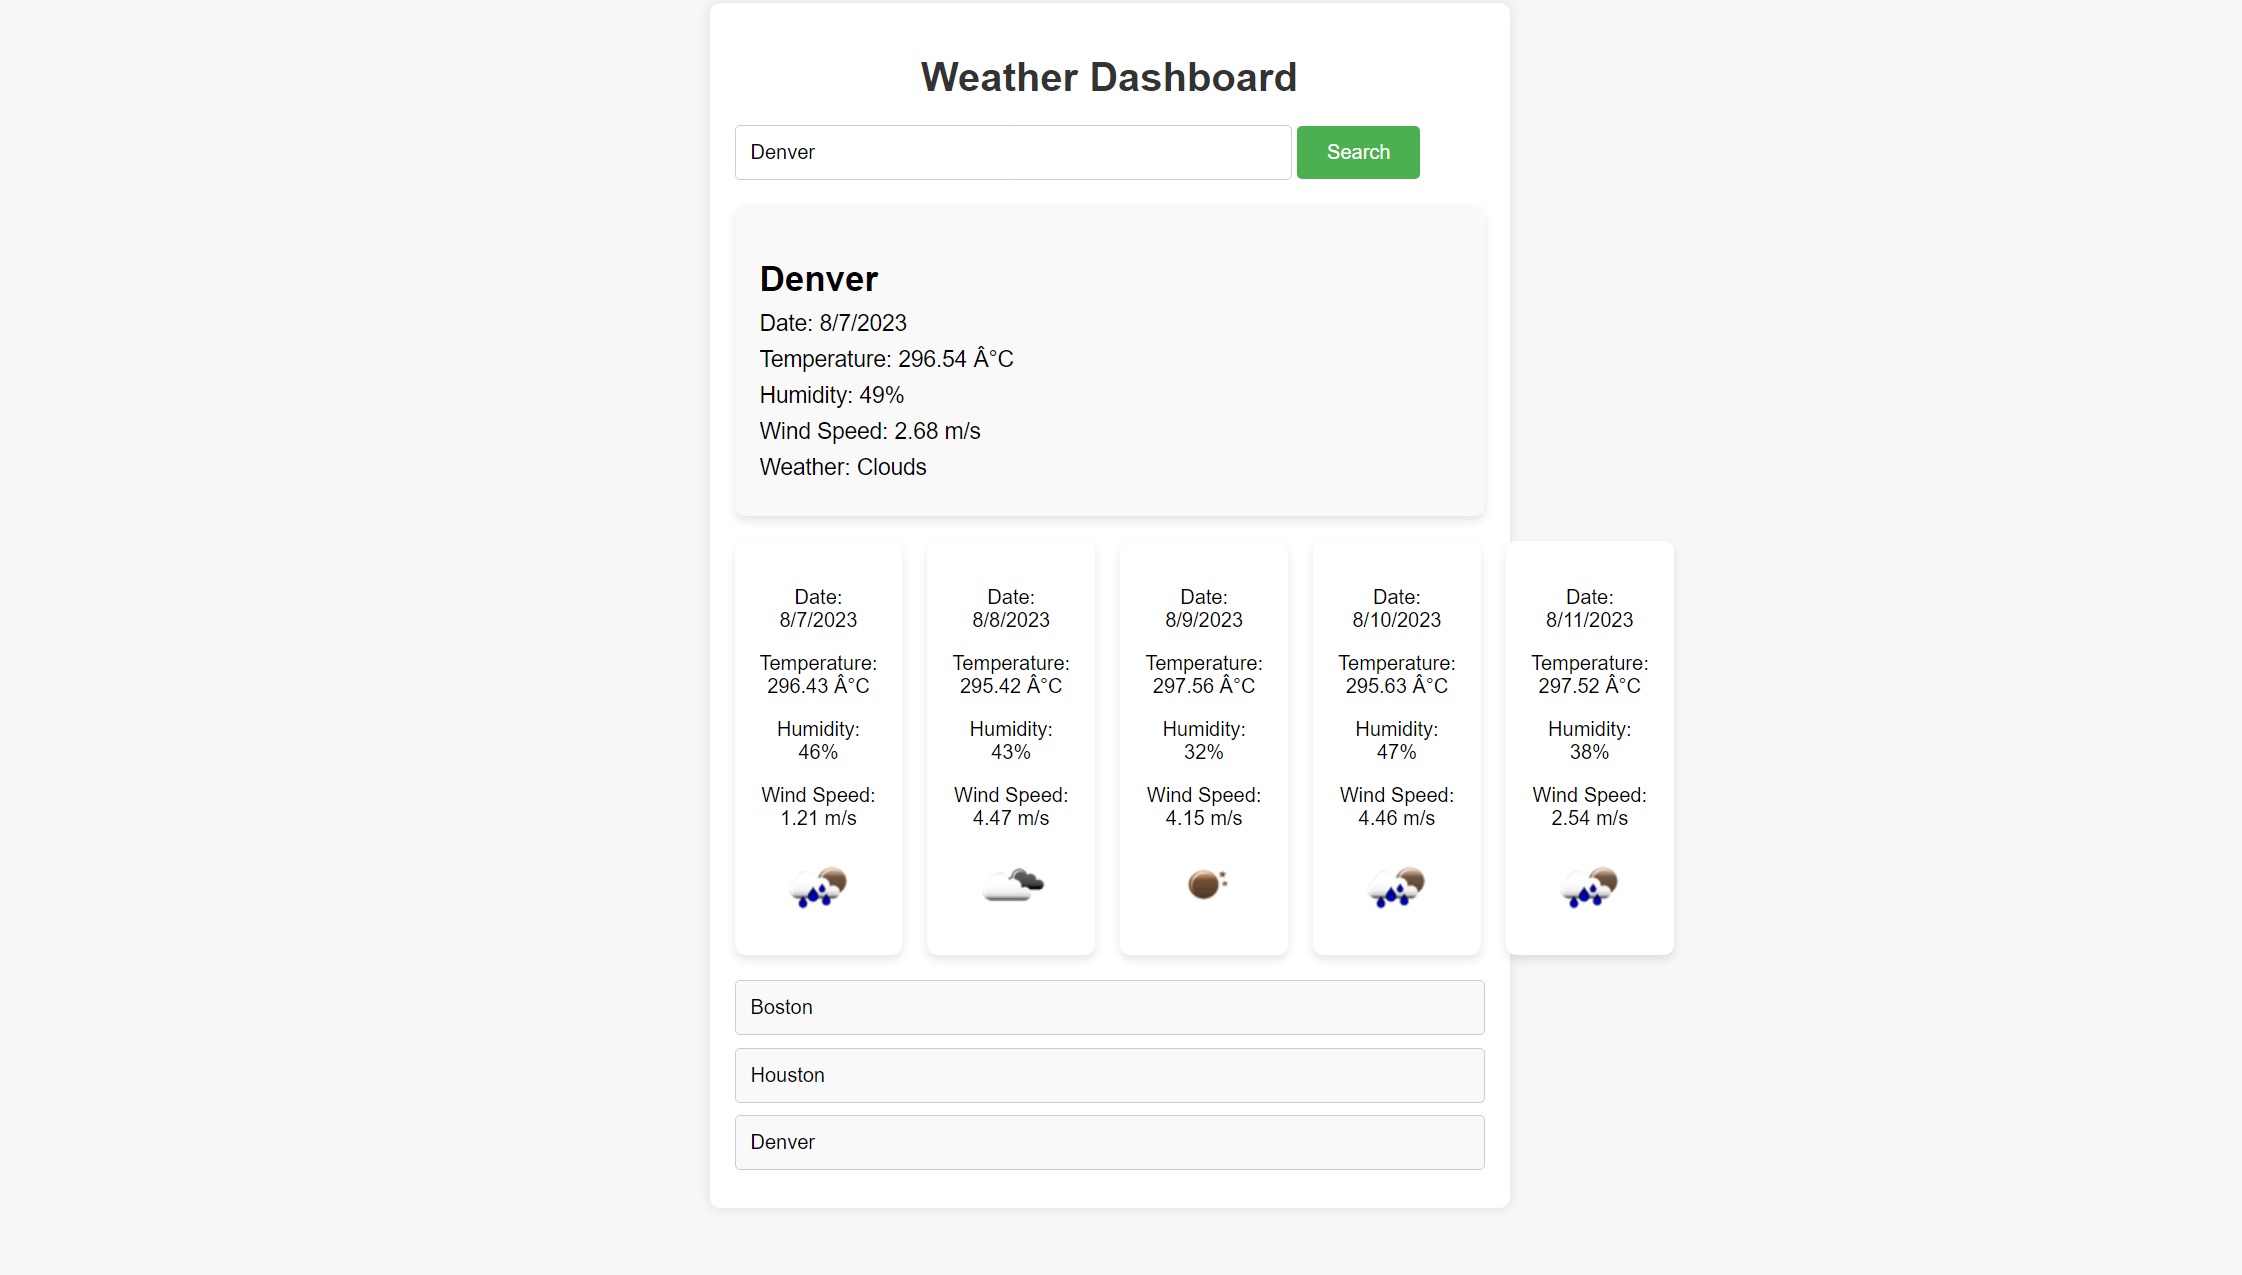 Weather Dashboard
Denver
Search
Denver
Date: 8/7/2023
Temperature: 296.54 Â°C
Humidity: 49%
Wind Speed: 2.68 m/s
Weather: Clouds
Date:
8/7/2023
Temperature:
296.43 Â°C
Humidity:
46%
Wind Speed:
1.21 m/s
Date:
8/8/2023
Temperature:
295.42 Â°C
Humidity:
43%
Wind Speed:
4.47 m/s
Date:
8/9/2023
Temperature:
297.56 Â°C
Humidity:
32%
Wind Speed:
4.15 m/s
Date:
8/10/2023
Temperature:
295.63 Â°C
Humidity:
47%
Wind Speed:
4.46 m/s
Date:
8/11/2023
Temperature:
297.52 Â°C
Humidity:
38%
Wind Speed:
2.54 m/s
Boston
Houston
Denver